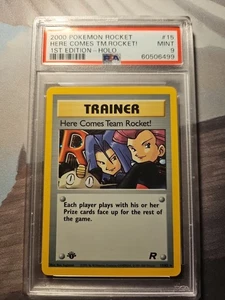 2000 POKEMON ROCKET #15
HERE COMES TM.ROCKET! MINT
1ST EDITION-HOLO 9
PSA 60506499
TRAINER
Here Comes Team Rocket!
R
Each player plays with his or her
Prize cards face up for the rest of
the game.
R